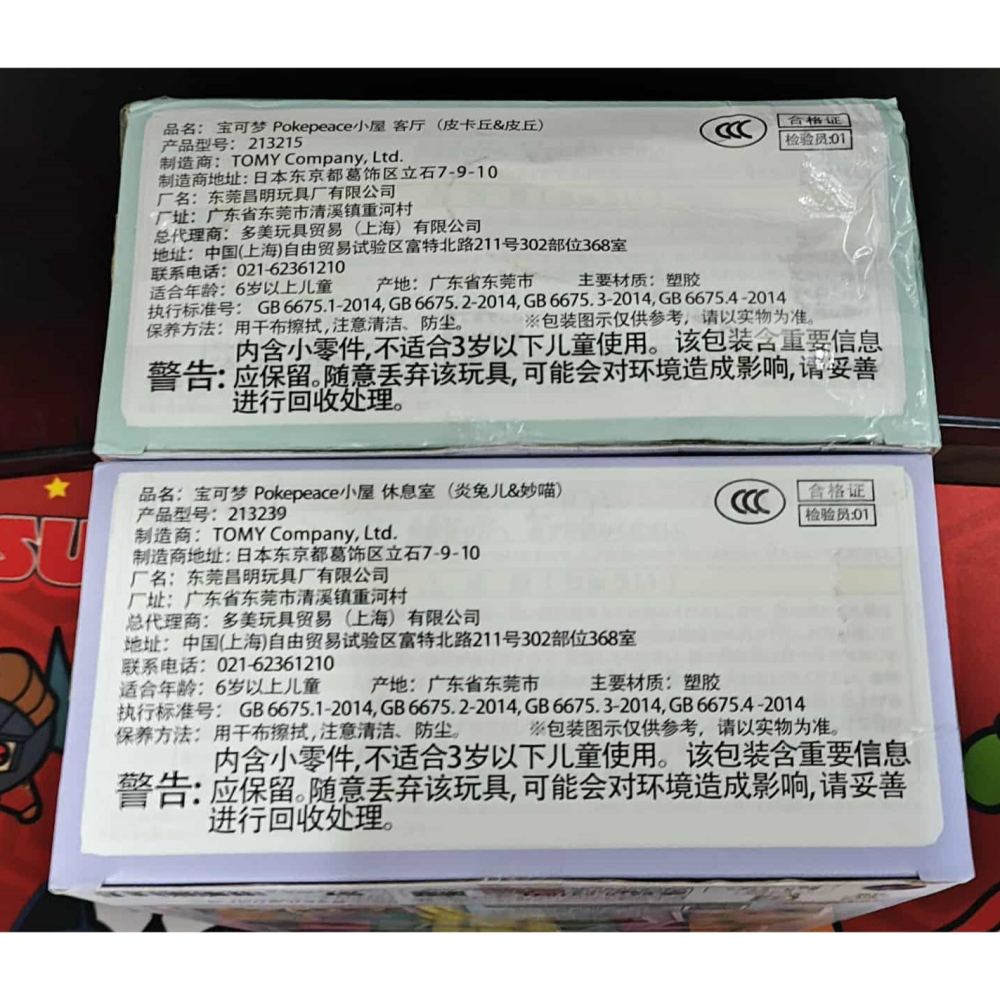 品名：宝可梦 Pokepeace小屋 客厅（皮卡丘&皮丘）
产品型号：213215
制造商：TOMY Company, Ltd.
制造商地址：日本东京都葛饰区立石7-9-10
厂名：东莞昌明玩具厂有限公司
厂址：广东省东莞市清溪镇重河村
总代理商：多美玩具贸易（上海）有限公司
地址：中国(上海)自由贸易试验区富特北路211号302部位368室
联系电话：021-62361210
适合年龄：6岁以上儿童 产地：广东省东莞市 主要材质：塑胶
执行标准号：GB 6675.1-2014, GB 6675. 2-2014, GB 6675. 3-2014, GB 6675.4 -2014
保养方法：用干布擦拭，注意清洁、防尘。 ※包装图示仅供参考，请以实物为准。
警告：内含小零件，不适合3岁以下儿童使用。该包装含重要信息
应保留。随意丢弃该玩具，可能会对环境造成影响，请妥善
进行回收处理。
CCC
合格证
检验员:01
品名：宝可梦 Pokepeace小屋 休息室（炎兔儿&妙喵）
产品型号：213239
制造商：TOMY Company, Ltd.
制造商地址：日本东京都葛饰区立石7-9-10
厂名：东莞昌明玩具厂有限公司
厂址：广东省东莞市清溪镇重河村
总代理商：多美玩具贸易（上海）有限公司
地址：中国(上海)自由贸易试验区富特北路211号302部位368室
联系电话：021-62361210
适合年龄：6岁以上儿童 产地：广东省东莞市 主要材质：塑胶
执行标准号：GB 6675.1-2014, GB 6675. 2-2014, GB 6675. 3-2014, GB 6675.4 -2014
保养方法：用干布擦拭，注意清洁、防尘。 ※包装图示仅供参考，请以实物为准。
警告：内含小零件，不适合3岁以下儿童使用。该包装含重要信息
应保留。随意丢弃该玩具，可能会对环境造成影响，请妥善
进行回收处理。
CCC
合格证
检验员:01
SU